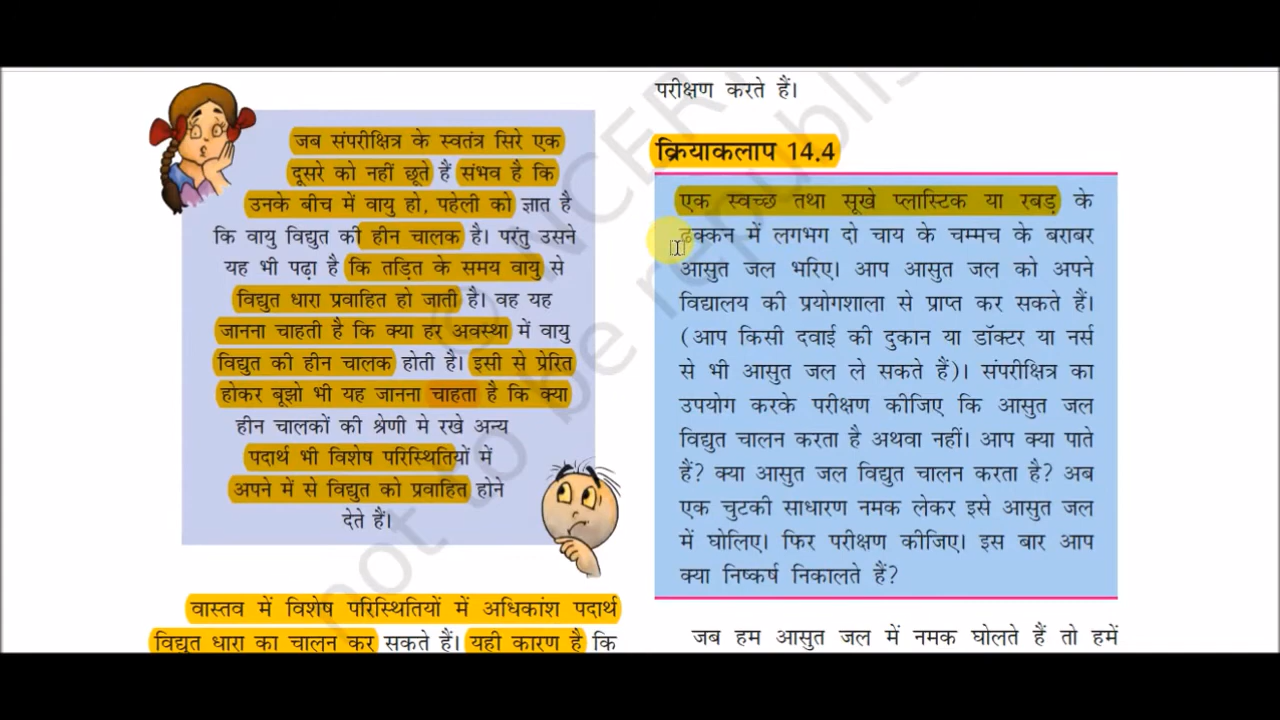 जब संपरीक्षित्र के स्वतंत्र सिरे एक
दूसरे को नहीं छूते हैं संभव है कि
उनके बीच में वायु हो, पहेली को ज्ञात है
कि वायु विद्युत की हीन चालक है। परंतु उसने
यह भी पढ़ा है कि तड़ित के समय वायु से
विद्युत धारा प्रवाहित हो जाती है। वह यह
जानना चाहती है कि क्या हर अवस्था में वायु
विद्युत की हीन चालक होती है। इसी से प्रेरित
होकर बूझो भी यह जानना चाहता है कि क्या
हीन चालकों की श्रेणी मे रखे अन्य
पदार्थ भी विशेष परिस्थितियों में
अपने में से विद्युत को प्रवाहित होने
देते हैं।
वास्तव में विशेष परिस्थितियों में अधिकांश पदार्थ
विद्युत धारा का चालन कर सकते हैं। यही कारण है कि
परीक्षण करते हैं।
क्रियाकलाप 14.4
एक स्वच्छ तथा सूखे प्लास्टिक या रबड़ के
ढक्कन में लगभग दो चाय के चम्मच के बराबर
आसुत जल भरिए। आप आसुत जल को अपने
विद्यालय की प्रयोगशाला से प्राप्त कर सकते हैं।
(आप किसी दवाई की दुकान या डॉक्टर या नर्स
से भी आसुत जल ले सकते हैं)। संपरीक्षित्र का
उपयोग करके परीक्षण कीजिए कि आसुत जल
विद्युत चालन करता है अथवा नहीं। आप क्या पाते
हैं? क्या आसुत जल विद्युत चालन करता है? अब
एक चुटकी साधारण नमक लेकर इसे आसुत जल
में घोलिए। फिर परीक्षण कीजिए। इस बार आप
क्या निष्कर्ष निकालते हैं?
जब हम आसुत जल में नमक घोलते हैं तो हमें
© NCERT
not to be republis